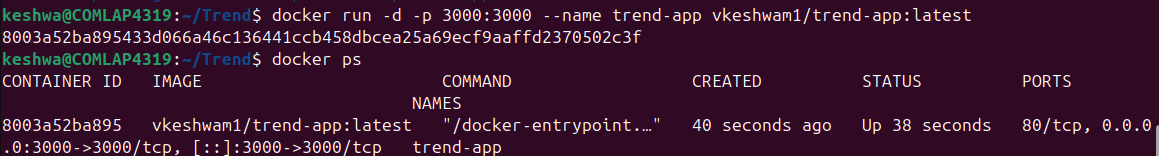 keshwa@COMLAP4319:~/Trend$ docker run -d -p 3000:3000 --name trend-app vkeshwam1/trend-app:latest
8003a52ba895433d066a46c136441ccb458dbcea25a69ecf9aaffd2370502c3f
keshwa@COMLAP4319:~/Trend$ docker ps
CONTAINER ID   IMAGE                        COMMAND                  CREATED          STATUS          PORTS
                                         NAMES
8003a52ba895   vkeshwam1/trend-app:latest   "/docker-entrypoint.…"   40 seconds ago   Up 38 seconds   80/tcp, 0.0.0
.0:3000->3000/tcp, [::]:3000->3000/tcp   trend-app